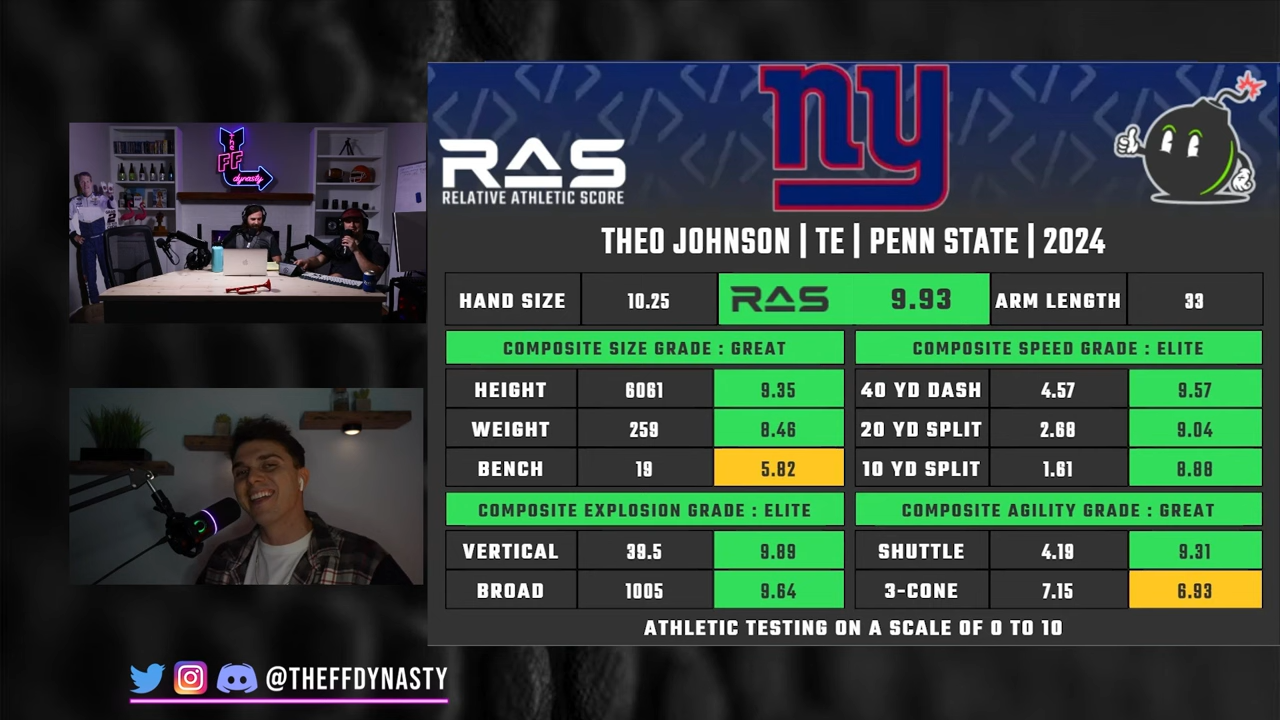 The
FF
dynasty
ny
RAS
RELATIVE ATHLETIC SCORE
THEO JOHNSON | TE | PENN STATE | 2024
HAND SIZE 10.25 RAS 9.93 ARM LENGTH 33
COMPOSITE SIZE GRADE : GREAT COMPOSITE SPEED GRADE : ELITE
HEIGHT 6061 9.35 40 YD DASH 4.57 9.57
WEIGHT 259 8.46 20 YD SPLIT 2.68 9.04
BENCH 19 5.82 10 YD SPLIT 1.61 8.88
COMPOSITE EXPLOSION GRADE : ELITE COMPOSITE AGILITY GRADE : GREAT
VERTICAL 39.5 9.89 SHUTTLE 4.19 9.31
BROAD 1005 9.64 3-CONE 7.15 6.93
ATHLETIC TESTING ON A SCALE OF 0 TO 10
@THEFFDYNASTY